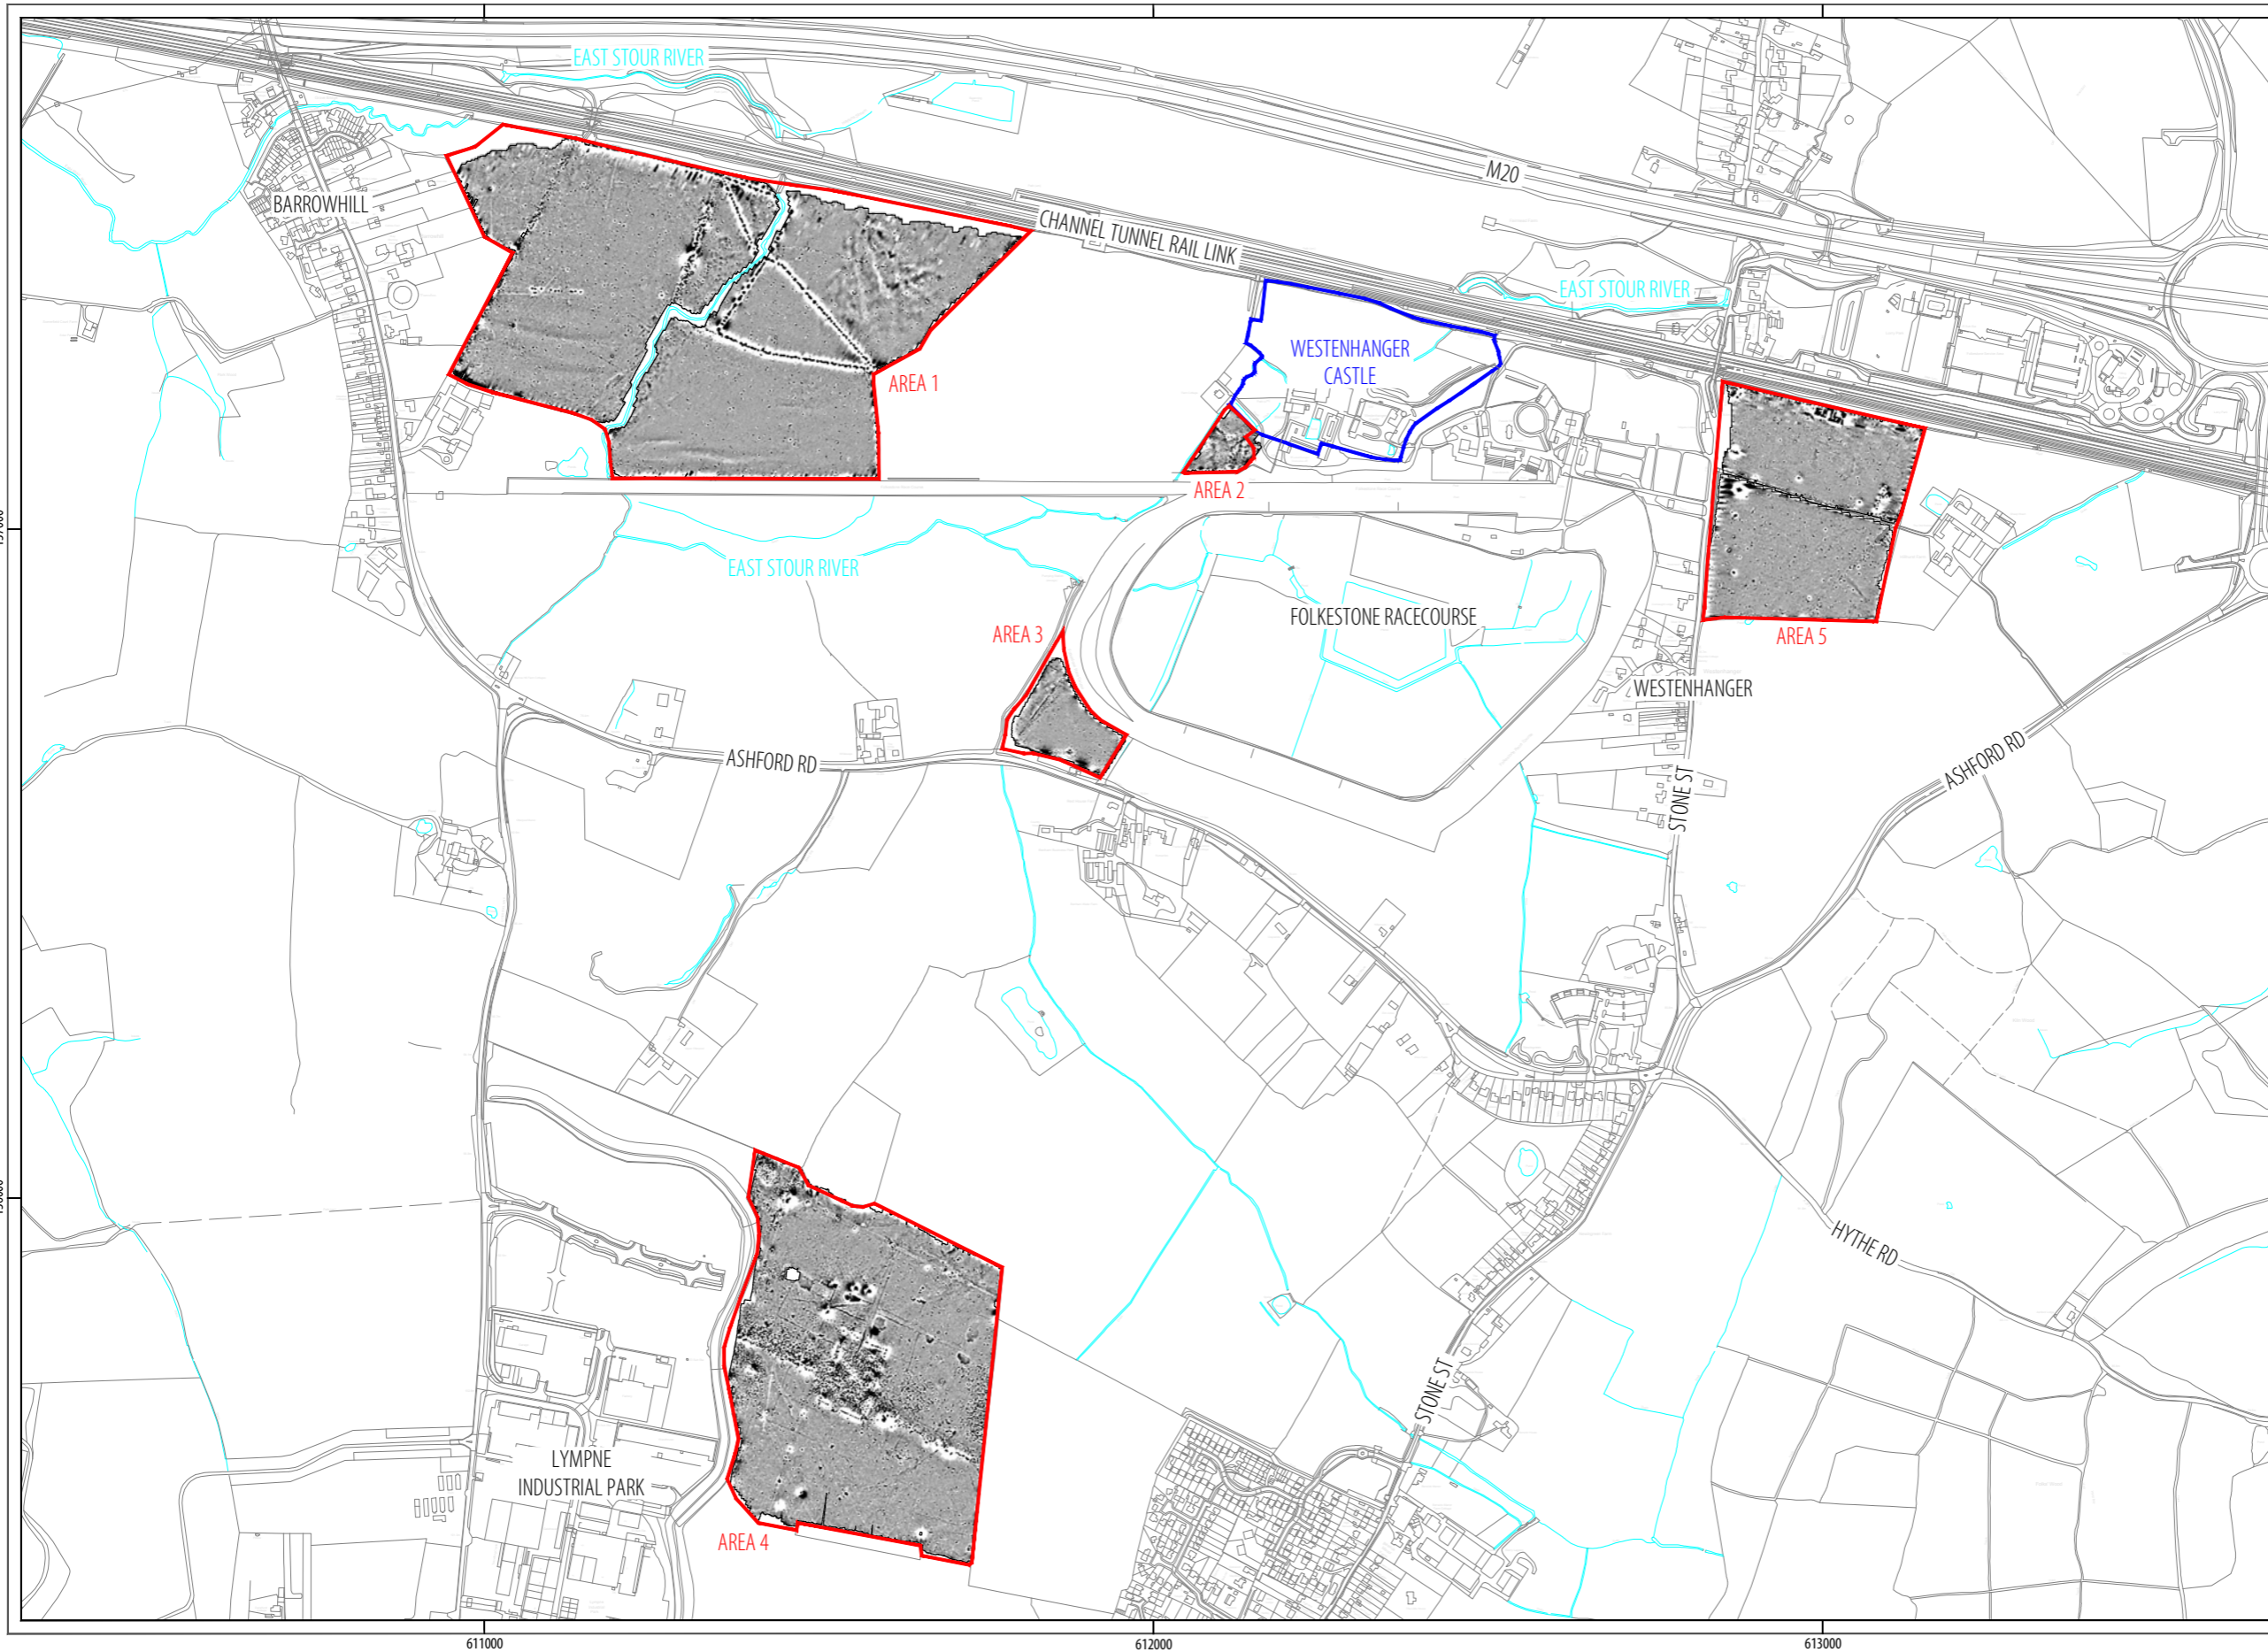 EAST STOUR RIVER
M20
BARROWHILL
CHANNEL TUNNEL RAIL LINK
EAST STOUR RIVER
WESTENHANGER
CASTLE
AREA 1
AREA 2
EAST STOUR RIVER
FOLKESTONE RACECOURSE
AREA 3
AREA 5
WESTENHANGER
ASHFORD RD
ASHFORD RD
STONE ST
HYTHE RD
STONE ST
LYMPNE
INDUSTRIAL PARK
AREA 4
611000
612000
613000